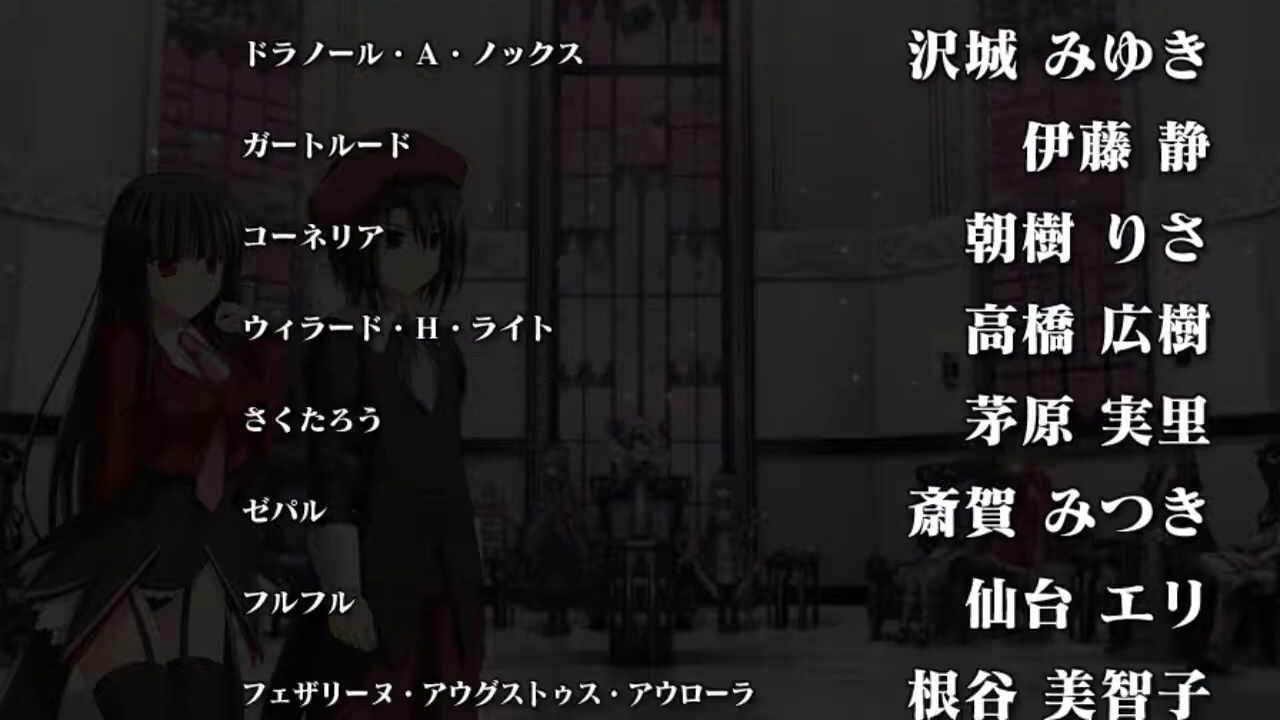 ドラノール・A・ノックス 沢城 みゆき
ガートルード 伊藤 静
コーネリア 朝樹 りさ
ウィラード・H・ライト 高橋 広樹
さくたろう 茅原 実里
ゼパル 斎賀 みつき
フルフル 仙台 エリ
フェザリーヌ・アウグストゥス・アウローラ 根谷 美智子